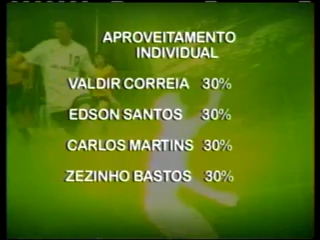 APROVEITAMENTO
INDIVIDUAL
VALDIR CORREIA 30%
EDSON SANTOS 30%
CARLOS MARTINS 30%
ZEZINHO BASTOS 30%